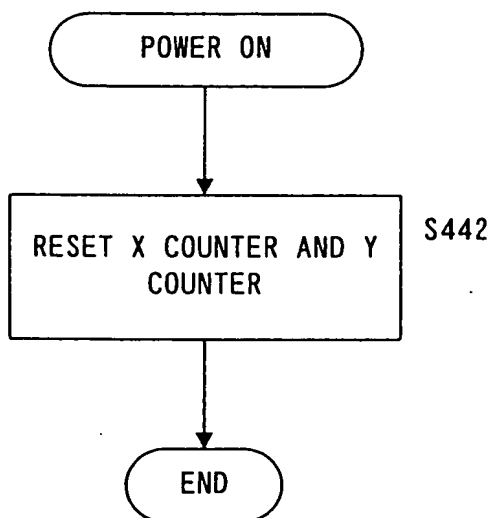 POWER ON
RESET X COUNTER AND Y
COUNTER
S442
END